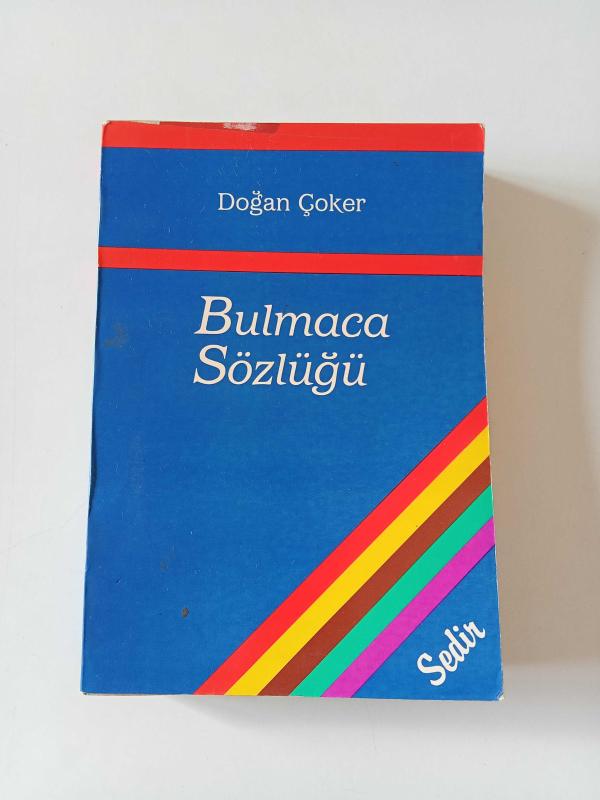 Doğan Çoker
Bulmaca
Sözlüğü
Sedir